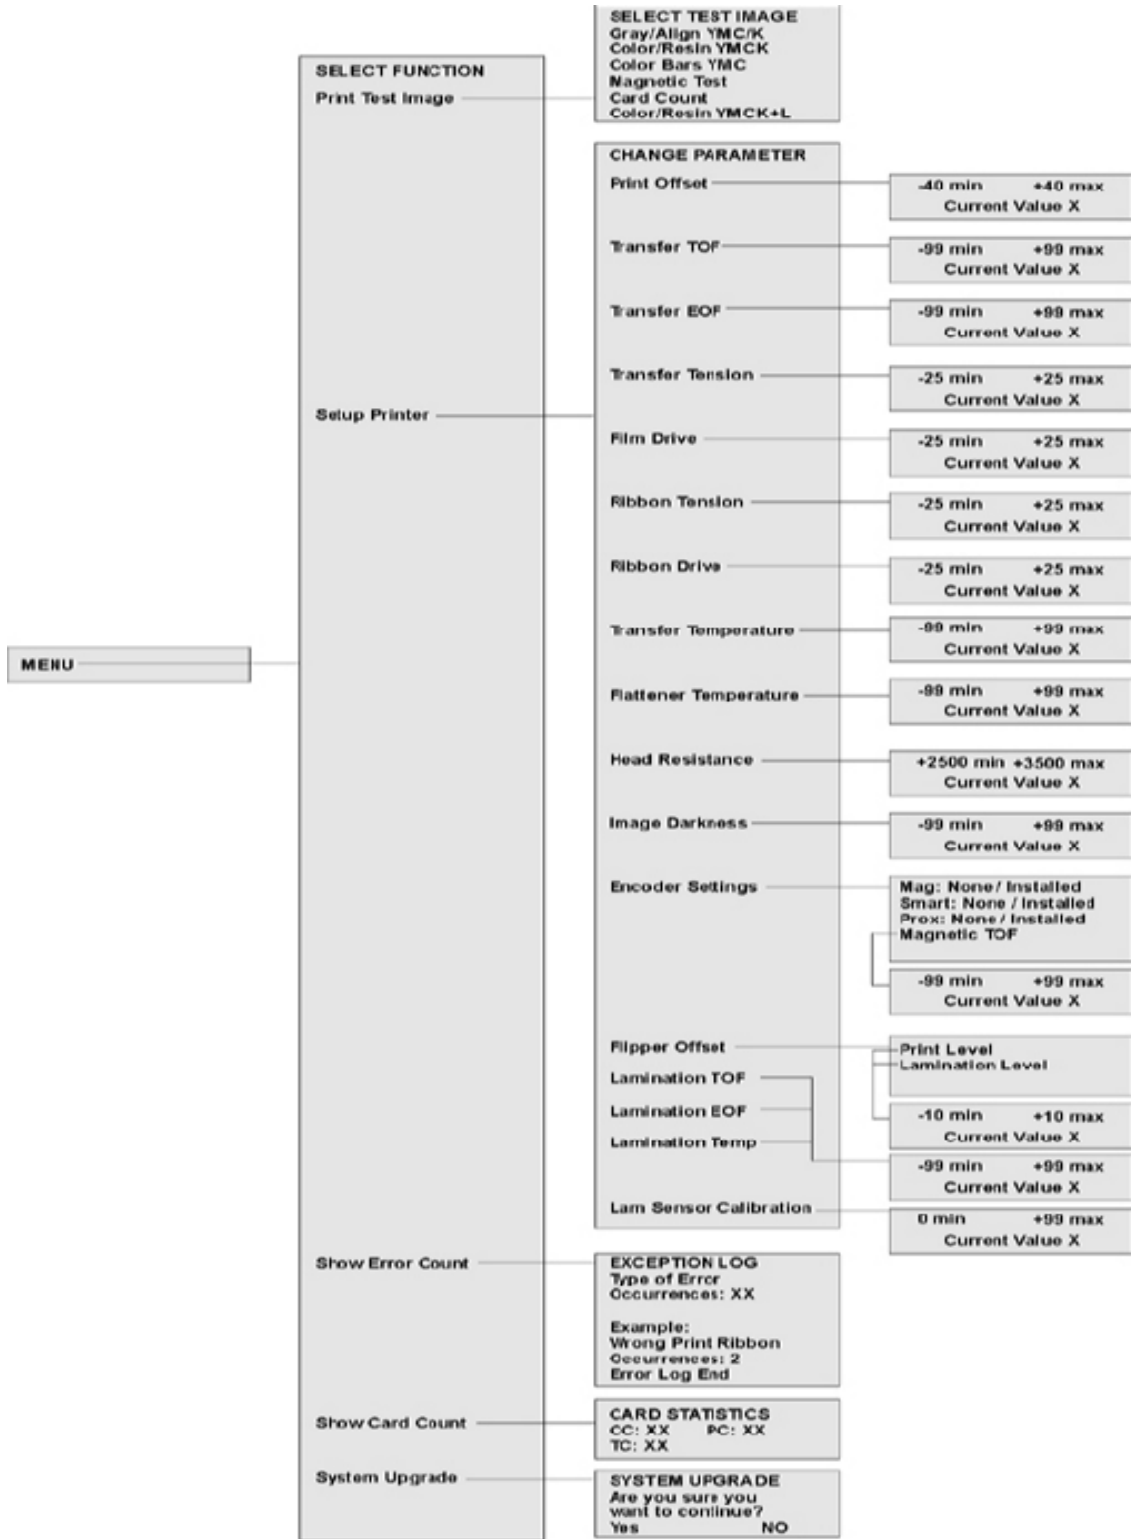 SELECT TEST IMAGE
Gray/Align YMC/K
Color/Resin YMCK
Color Bars YMC
Magnetic Test
Card Count
Color/Resin YMCK+L
SELECT FUNCTION
Print Test Image
CHANGE PARAMETER
Print Offset
-40 min +40 max
Current Value X
Transfer TOF
-99 min +99 max
Current Value X
Transfer EOF
-99 min +99 max
Current Value X
Transfer Tension
-25 min +25 max
Current Value X
Setup Printer
Film Drive
-25 min +25 max
Current Value X
Ribbon Tension
-25 min +25 max
Current Value X
Ribbon Drive
-25 min +25 max
Current Value X
Transfer Temperature
-99 min +99 max
Current Value X
MENU
Flattener Temperature
-99 min +99 max
Current Value X
Head Resistance
+2500 min +3500 max
Current Value X
Image Darkness
-99 min +99 max
Current Value X
Encoder Settings
Mag: None / Installed
Smart: None / Installed
Prox: None / Installed
Magnetic TOF
-99 min +99 max
Current Value X
Flipper Offset
Print Level
Lamination Level
-10 min +10 max
Current Value X
Lamination TOF
Lamination EOF
Lamination Temp
-99 min +99 max
Current Value X
Lam Sensor Calibration
0 min +99 max
Current Value X
Show Error Count
EXCEPTION LOG
Type of Error
Occurrences: XX
Example:
Wrong Print Ribbon
Occurrences: 2
Error Log End
Show Card Count
CARD STATISTICS
CC: XX PC: XX
TC: XX
System Upgrade
SYSTEM UPGRADE
Are you sure you
want to continue?
Yes NO